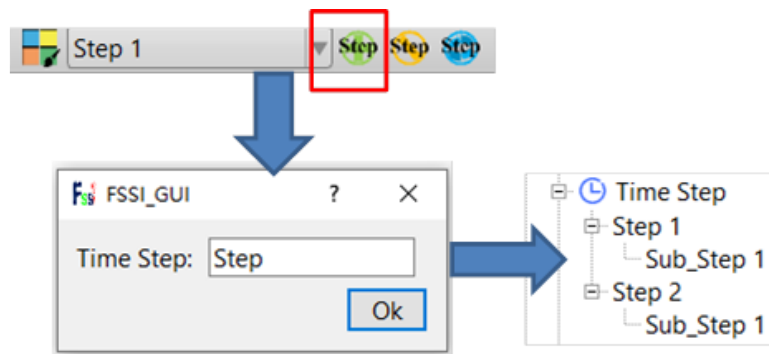 Step 1 Step Step Step
FSSI_GUI ? ×
Time Step: Step
Ok
Time Step
Step 1
Sub_Step 1
Step 2
Sub_Step 1